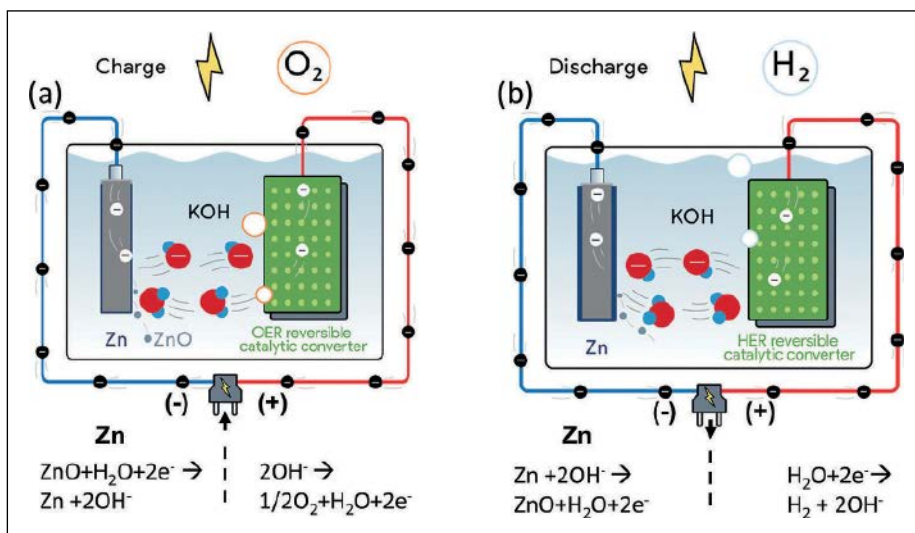 Charge
O₂
(a)
KOH
Zn
ZnO
OER reversible
catalytic converter
(-)
(+)
Zn
ZnO+H₂O+2e⁻ →
Zn +2OH⁻
2OH⁻ →
1/2O₂+H₂O+2e⁻
Discharge
H₂
(b)
KOH
Zn
HER reversible
catalytic converter
(-)
(+)
Zn
Zn +2OH⁻ →
ZnO+H₂O+2e⁻
H₂O+2e⁻ →
H₂ + 2OH⁻